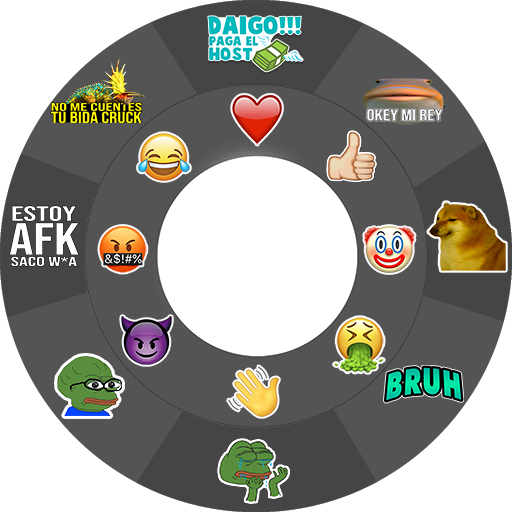 DAIGO!!!
PAGA EL
HOST
NO ME CUENTES
TU BIDA CRUCK
OKEY MI REY
ESTOY
AFK
SACO W*A
&$!#%
BRUH